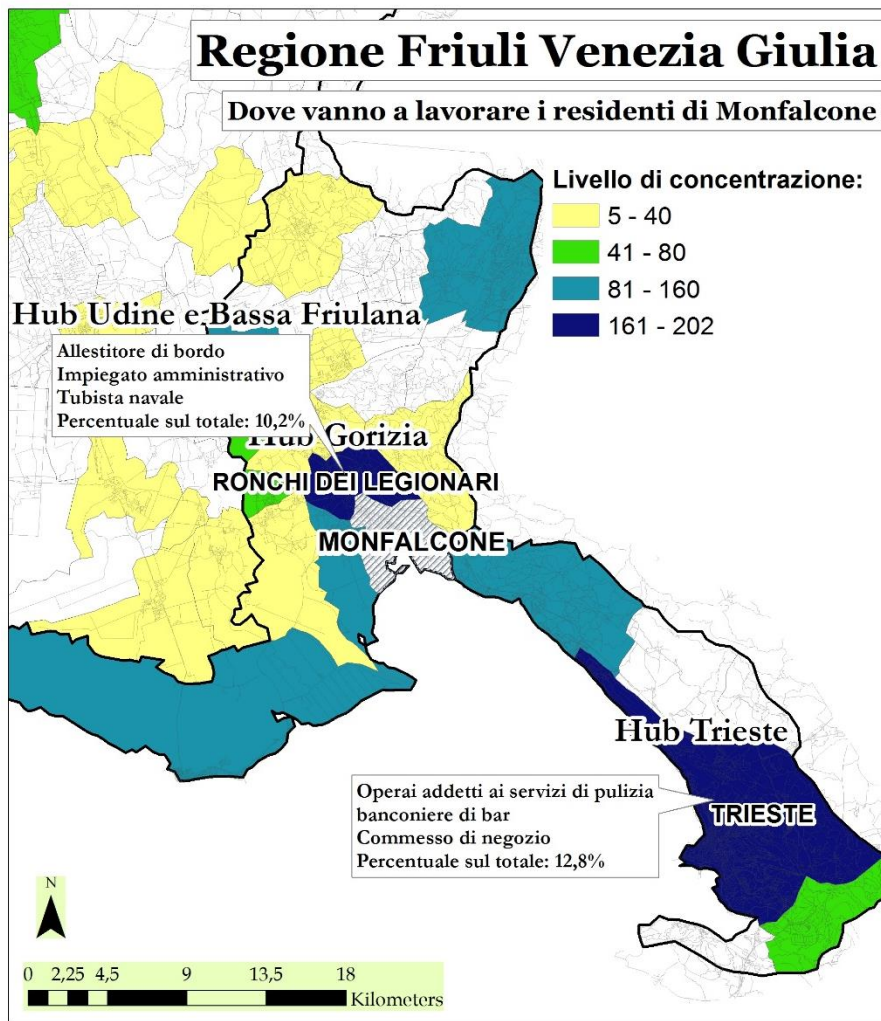 Regione Friuli Venezia Giulia
Dove vanno a lavorare i residenti di Monfalcone
Livello di concentrazione:
5 - 40
41 - 80
81 - 160
161 - 202
Hub Udine e Bassa Friulana
Allestitore di bordo
Impiegato amministrativo
Tubista navale
Percentuale sul totale: 10,2%
Hub Gorizia
RONCHI DEI LEGIONARI
MONFALCONE
Hub Trieste
Operai addetti ai servizi di pulizia
banconiere di bar
Commesso di negozio
Percentuale sul totale: 12,8%
TRIESTE
N
0 2,25 4,5 9 13,5 18
Kilometers